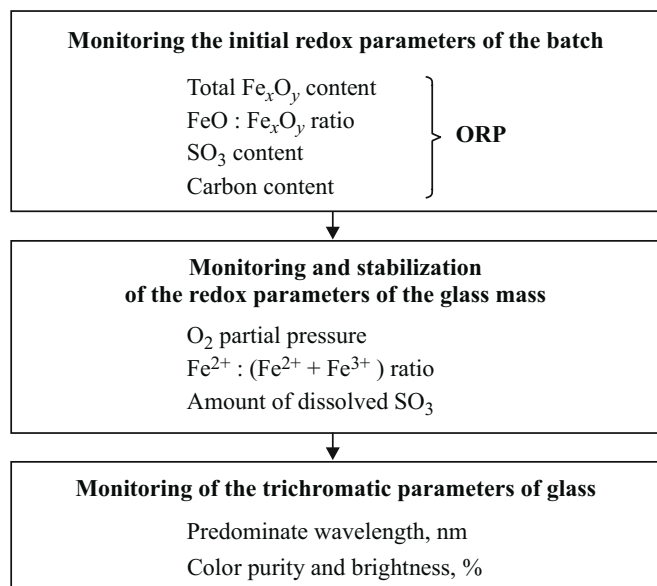 Monitoring the initial redox parameters of the batch
Total FeₓOᵧ content
FeO : FeₓOᵧ ratio
SO₃ content
Carbon content
ORP
Monitoring and stabilization
of the redox parameters of the glass mass
O₂ partial pressure
Fe²⁺ : (Fe²⁺ + Fe³⁺ ) ratio
Amount of dissolved SO₃
Monitoring of the trichromatic parameters of glass
Predominate wavelength, nm
Color purity and brightness, %